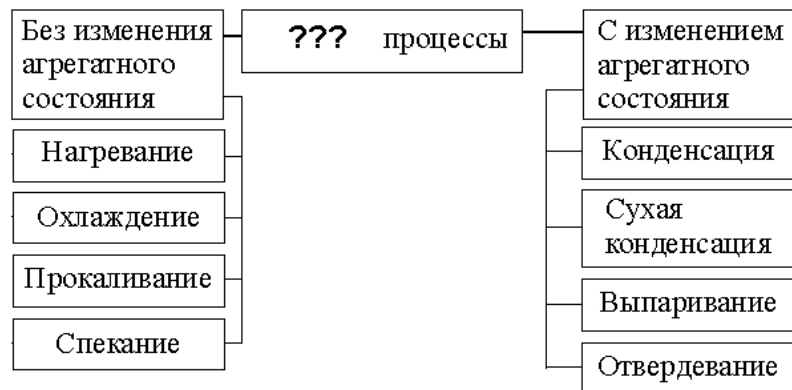 Без изменения
агрегатного
состояния
??? процессы
С изменением
агрегатного
состояния
Нагревание
Охлаждение
Прокаливание
Спекание
Конденсация
Сухая
конденсация
Выпаривание
Отвердевание